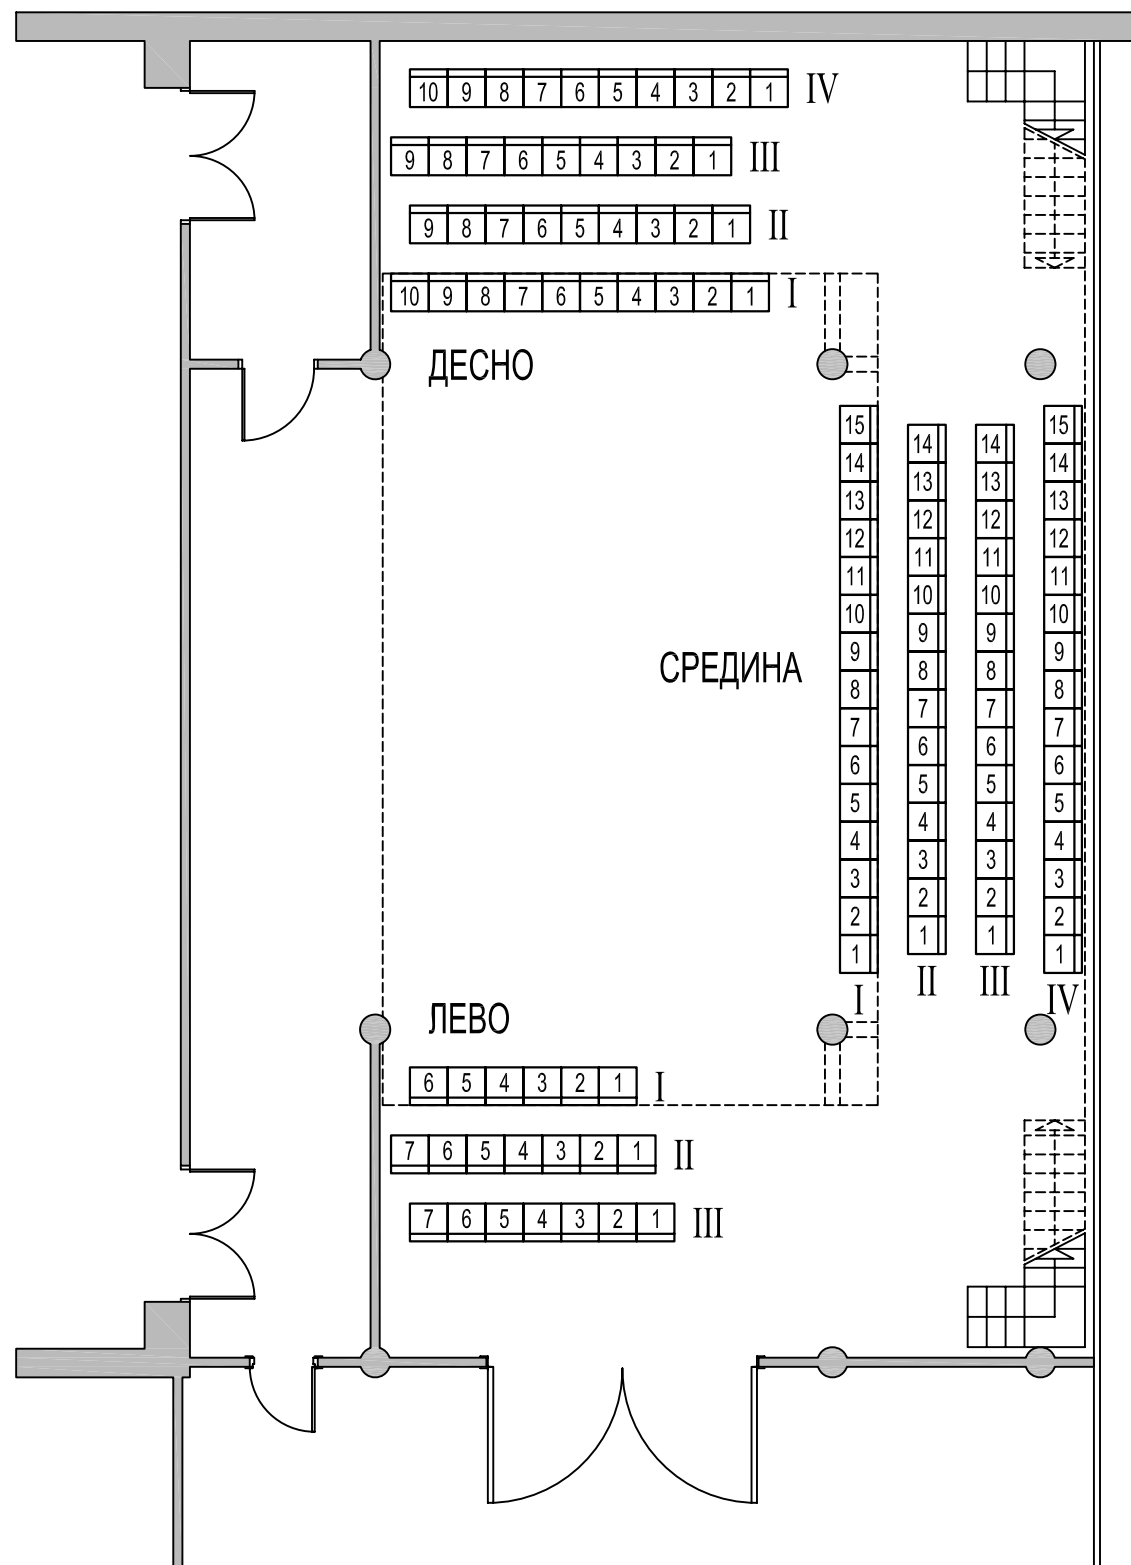 10 9 8 7 6 5 4 3 2 1 IV
9 8 7 6 5 4 3 2 1 III
9 8 7 6 5 4 3 2 1 II
10 9 8 7 6 5 4 3 2 1 I
ДЕСНО
15 14 13 12 11 10 9 8 7 6 5 4 3 2 1 I
14 13 12 11 10 9 8 7 6 5 4 3 2 1 II
14 13 12 11 10 9 8 7 6 5 4 3 2 1 III
15 14 13 12 11 10 9 8 7 6 5 4 3 2 1 IV
СРЕДИНА
ЛЕВО
6 5 4 3 2 1 I
7 6 5 4 3 2 1 II
7 6 5 4 3 2 1 III